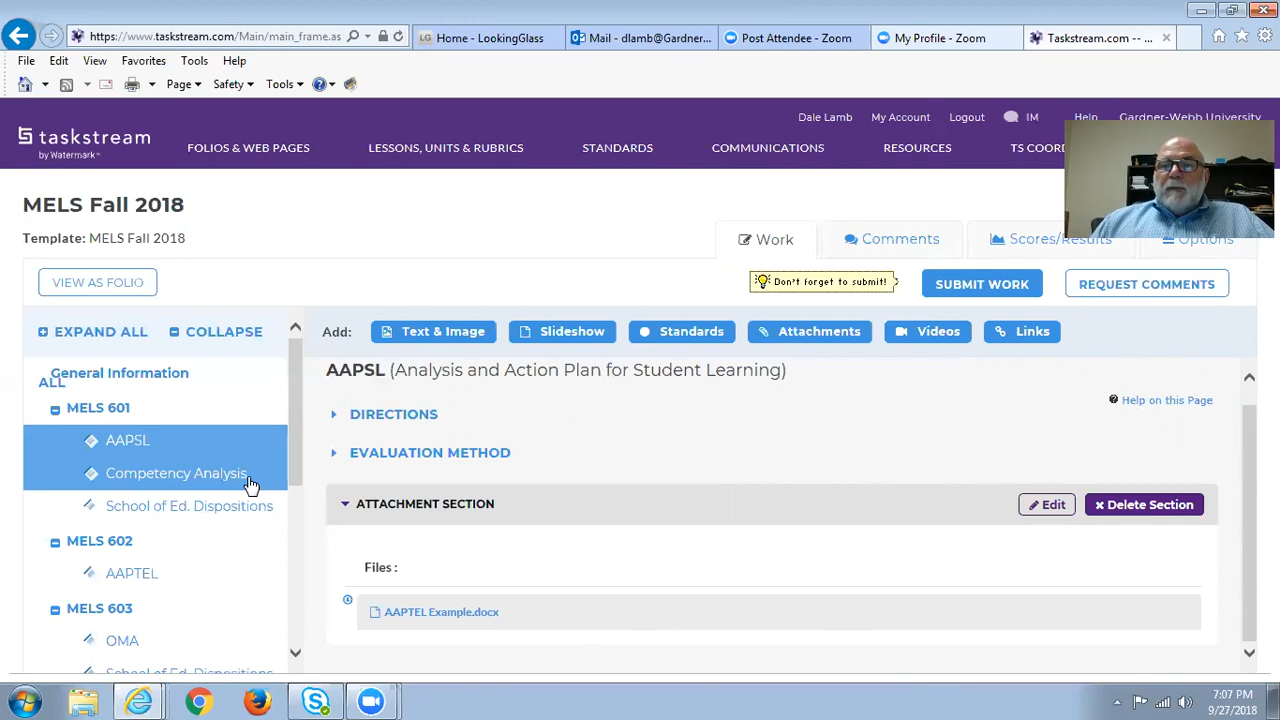 https://www.taskstream.com/Main/main_frame.as
Home - LookingGlass
Mail - dlamb@Gardner...
Post Attendee - Zoom
My Profile - Zoom
Taskstream.com -- ...
File Edit View Favorites Tools Help
Page Safety Tools
Dale Lamb My Account Logout IM Help Gardner-Webb University
taskstream
by Watermark™
FOLIOS & WEB PAGES LESSONS, UNITS & RUBRICS STANDARDS COMMUNICATIONS RESOURCES TS COORD
MELS Fall 2018
Template: MELS Fall 2018
Work Comments Scores/Results Options
VIEW AS FOLIO
Don't forget to submit!
SUBMIT WORK
REQUEST COMMENTS
EXPAND ALL COLLAPSE
ALL
Add: Text & Image Slideshow Standards Attachments Videos Links
General Information
MELS 601
AAPSL
Competency Analysis
School of Ed. Dispositions
MELS 602
AAPTEL
MELS 603
OMA
School of Ed. Dispositions
AAPSL (Analysis and Action Plan for Student Learning)
Help on this Page
DIRECTIONS
EVALUATION METHOD
ATTACHMENT SECTION
Edit
Delete Section
Files :
AAPTEL Example.docx
7:07 PM
9/27/2018